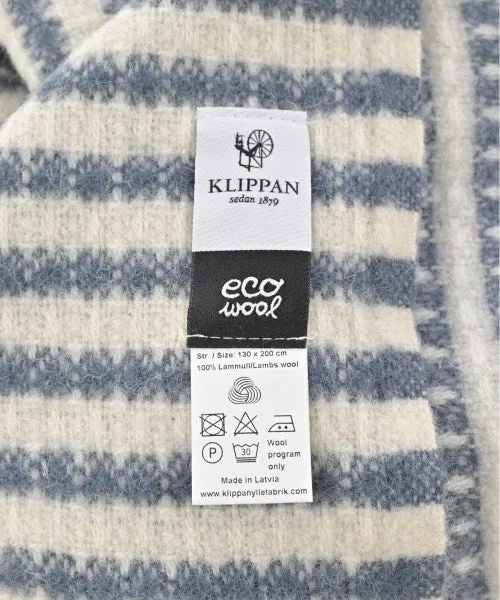 KLIPPAN
sedan 1879
eco
wool
Str. / Size: 130 x 200 cm
100% Lammull/Lambs wool
P
30
Wool
program
only
Made in Latvia
www.klippanyllefabrik.com